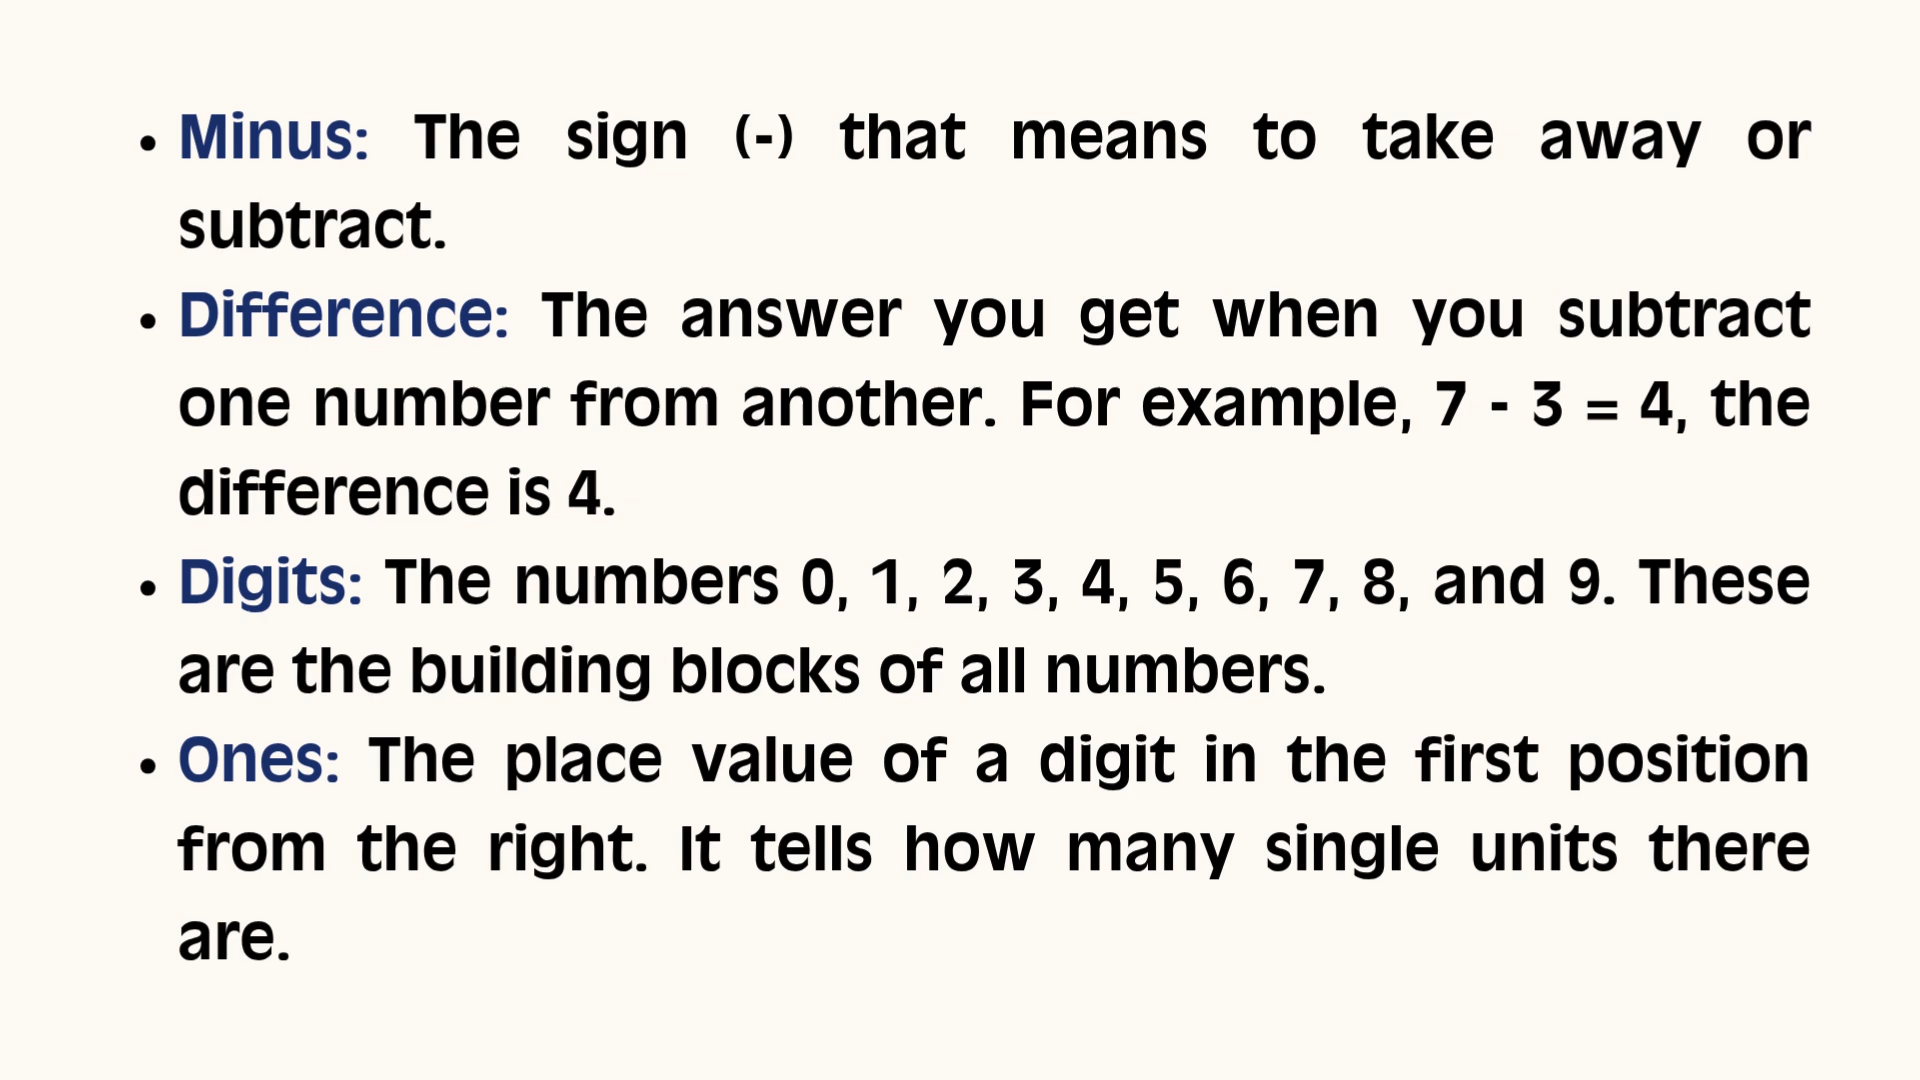 • Minus: The sign (-) that means to take away or
subtract.
• Difference: The answer you get when you subtract
one number from another. For example, 7 - 3 = 4, the
difference is 4.
• Digits: The numbers 0, 1, 2, 3, 4, 5, 6, 7, 8, and 9. These
are the building blocks of all numbers.
• Ones: The place value of a digit in the first position
from the right. It tells how many single units there
are.